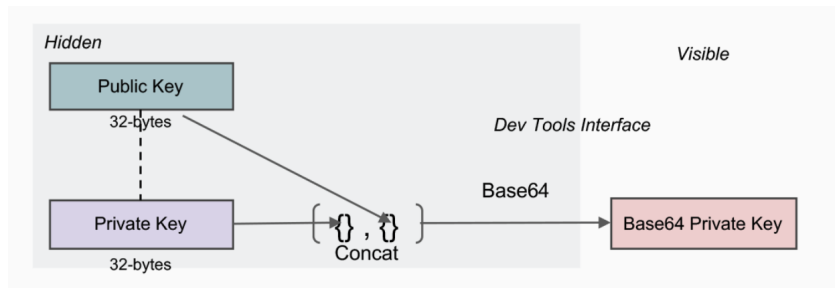 Hidden
Visible
Public Key
32-bytes
Dev Tools Interface
Base64
Private Key
({} , {})
Base64 Private Key
Concat
32-bytes